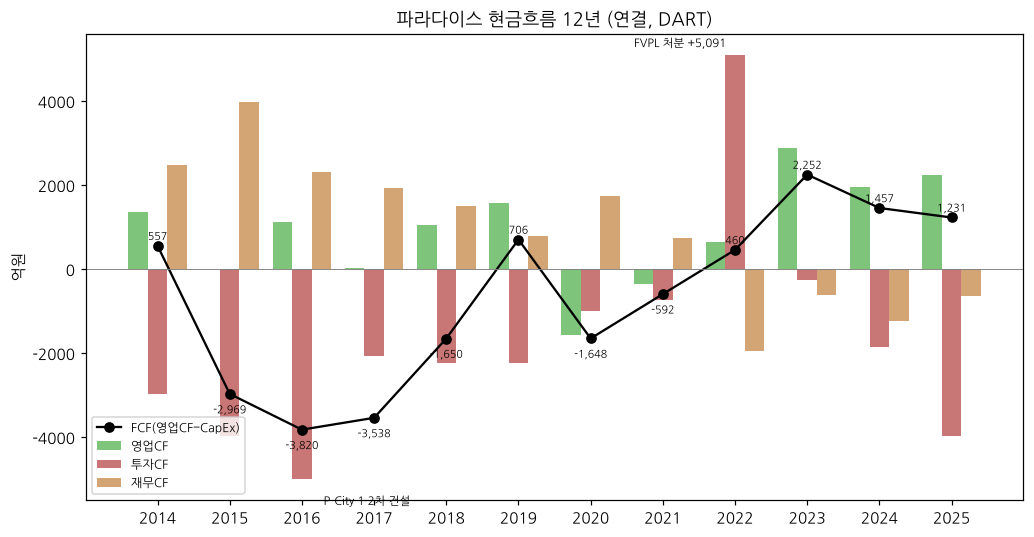 파라다이스 현금흐름 12년 (연결, DART)
FVPL 처분 +5,091
억원
4000
2000
0
-2000
-4000
557
-2,969
-3,820
-3,538
-1,650
706
-1,648
-592
460
2,252
1,457
1,231
P-City 1·2차 건설
FCF(영업CF−CapEx)
영업CF
투자CF
재무CF
2014 2015 2016 2017 2018 2019 2020 2021 2022 2023 2024 2025